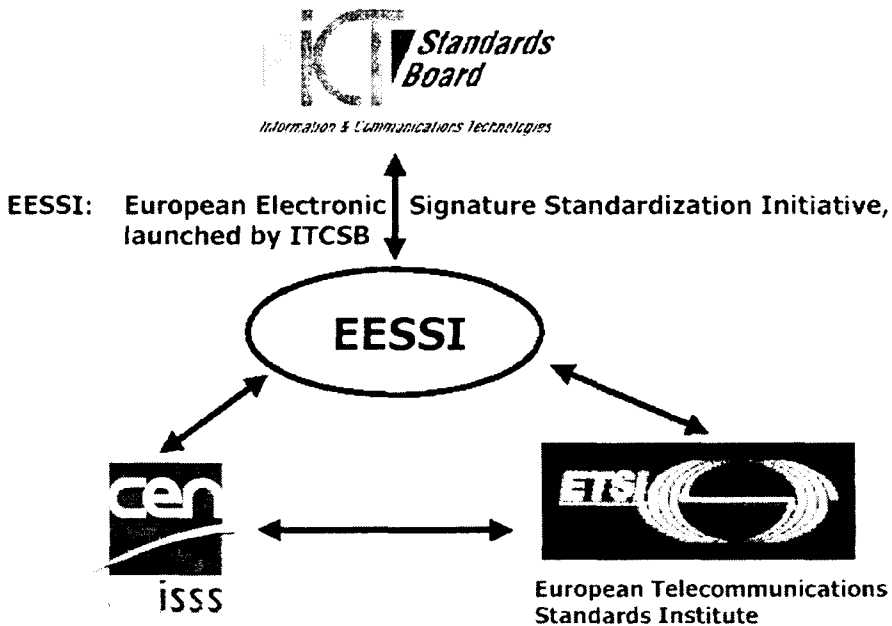 ICT Standards
Board
Information & Communications Technologies
EESSI: European Electronic Signature Standardization Initiative,
launched by ITCSB
EESSI
cen
isss
ETSI
European Telecommunications
Standards Institute